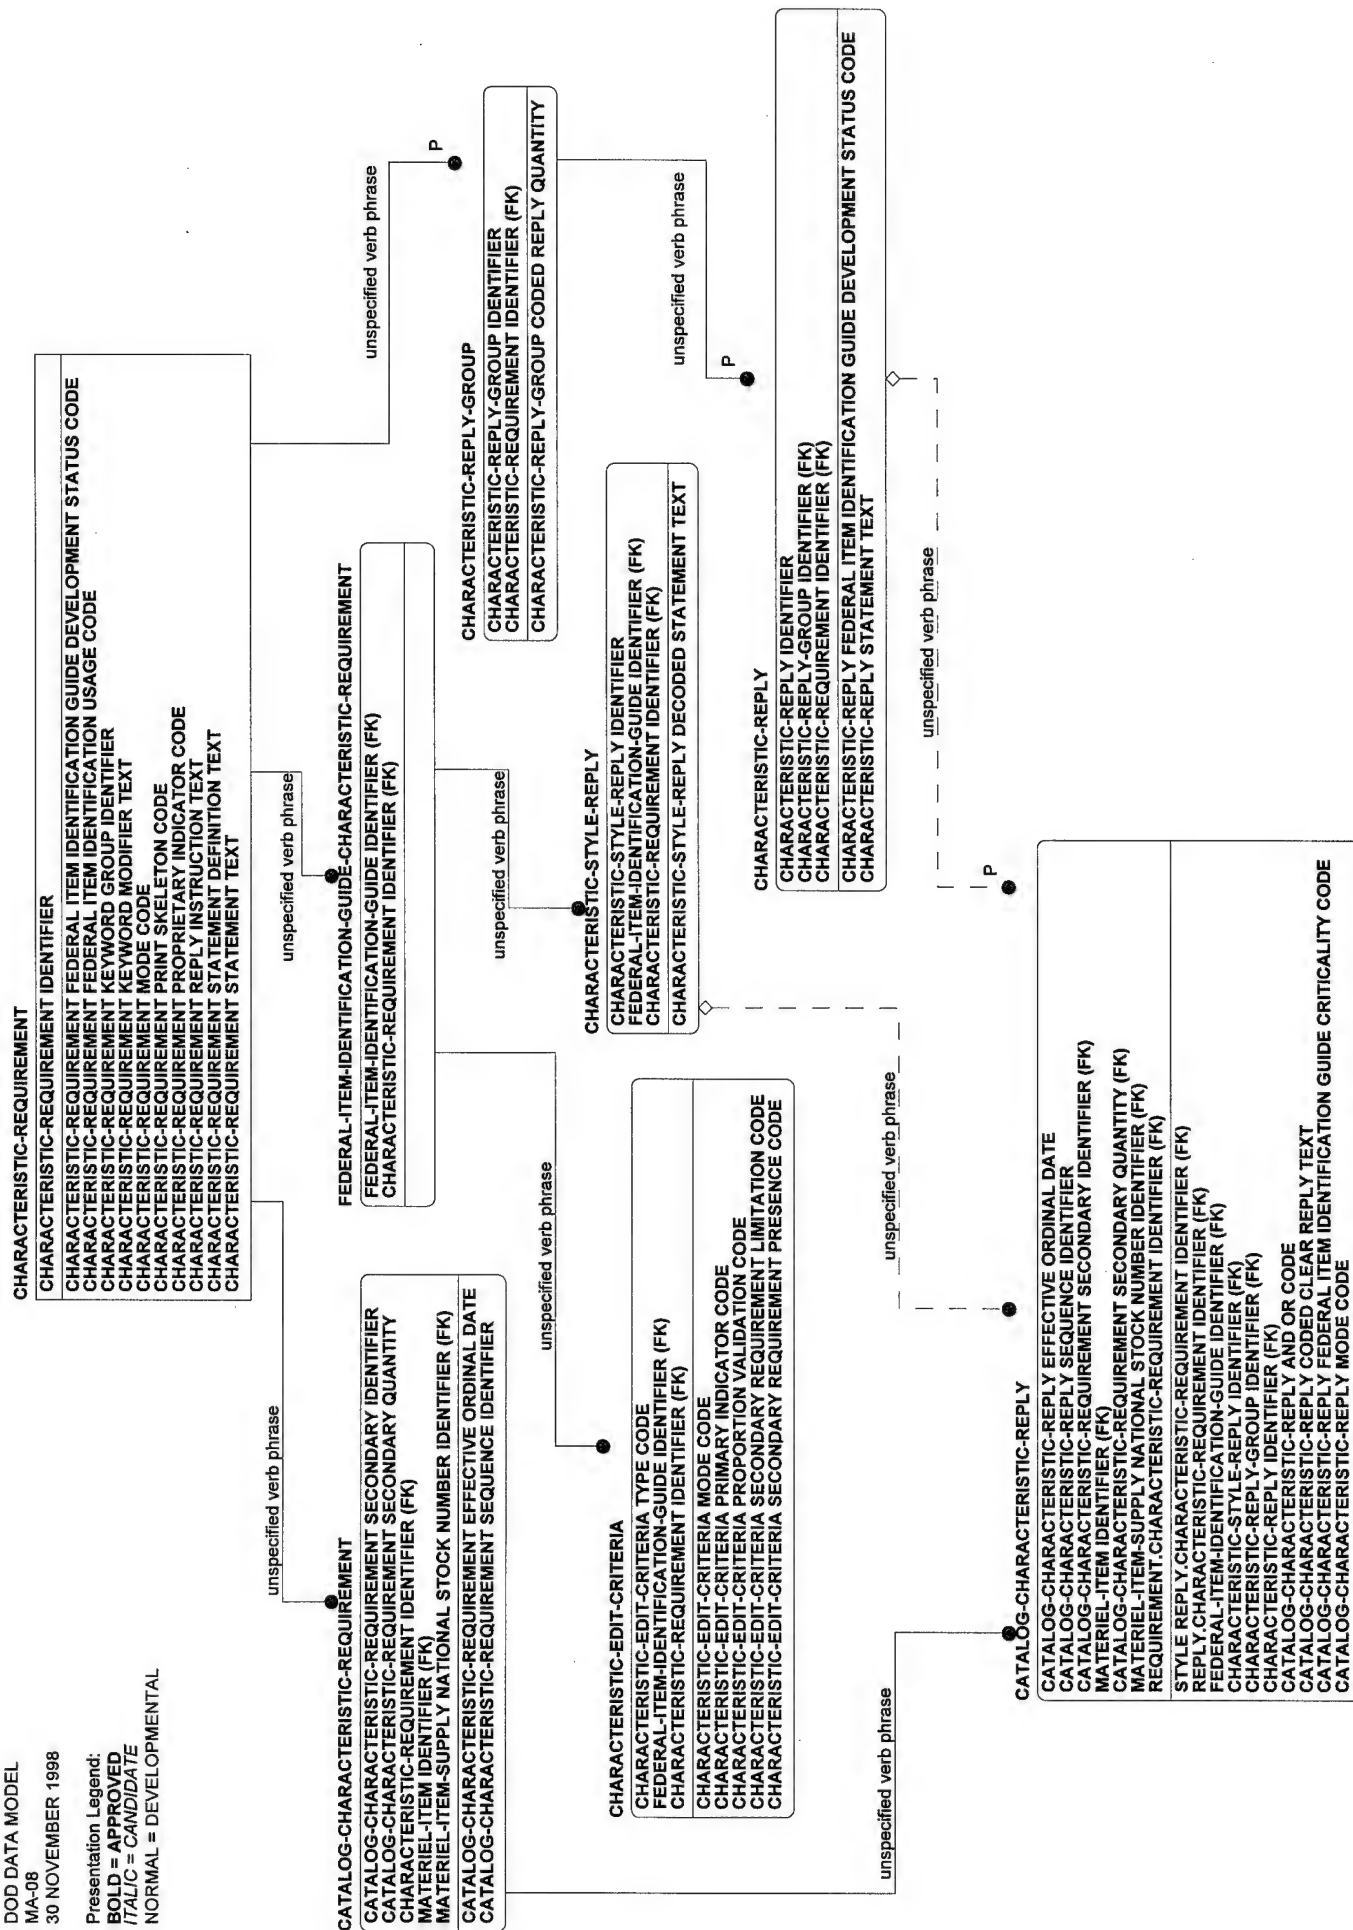 DOD DATA MODEL
MA-08
30 NOVEMBER 1998
Presentation Legend:
BOLD = APPROVED
ITALIC = CANDIDATE
NORMAL = DEVELOPMENTAL
CHARACTERISTIC-REQUIREMENT
CHARACTERISTIC-REQUIREMENT IDENTIFIER
CHARACTERISTIC-REQUIREMENT FEDERAL ITEM IDENTIFICATION GUIDE DEVELOPMENT STATUS CODE
CHARACTERISTIC-REQUIREMENT FEDERAL ITEM IDENTIFICATION USAGE CODE
CHARACTERISTIC-REQUIREMENT KEYWORD GROUP IDENTIFIER
CHARACTERISTIC-REQUIREMENT KEYWORD MODIFIER TEXT
CHARACTERISTIC-REQUIREMENT MODE CODE
CHARACTERISTIC-REQUIREMENT PRINT SKELETON CODE
CHARACTERISTIC-REQUIREMENT PROPRIETARY INDICATOR CODE
CHARACTERISTIC-REQUIREMENT REPLY INSTRUCTION TEXT
CHARACTERISTIC-REQUIREMENT STATEMENT DEFINITION TEXT
CHARACTERISTIC-REQUIREMENT STATEMENT TEXT
unspecified verb phrase
unspecified verb phrase
unspecified verb phrase
P
CATALOG-CHARACTERISTIC-REQUIREMENT
CATALOG-CHARACTERISTIC-REQUIREMENT SECONDARY IDENTIFIER
CATALOG-CHARACTERISTIC-REQUIREMENT SECONDARY QUANTITY
CHARACTERISTIC-REQUIREMENT IDENTIFIER (FK)
MATERIEL-ITEM IDENTIFIER (FK)
MATERIEL-ITEM-SUPPLY NATIONAL STOCK NUMBER IDENTIFIER (FK)
CATALOG-CHARACTERISTIC-REQUIREMENT EFFECTIVE ORDINAL DATE
CATALOG-CHARACTERISTIC-REQUIREMENT SEQUENCE IDENTIFIER
FEDERAL-ITEM-IDENTIFICATION-GUIDE-CHARACTERISTIC-REQUIREMENT
FEDERAL-ITEM-IDENTIFICATION-GUIDE IDENTIFIER (FK)
CHARACTERISTIC-REQUIREMENT IDENTIFIER (FK)
CHARACTERISTIC-REPLY-GROUP
CHARACTERISTIC-REPLY-GROUP IDENTIFIER
CHARACTERISTIC-REQUIREMENT IDENTIFIER (FK)
CHARACTERISTIC-REPLY-GROUP CODED REPLY QUANTITY
unspecified verb phrase
unspecified verb phrase
unspecified verb phrase
P
CHARACTERISTIC-EDIT-CRITERIA
CHARACTERISTIC-EDIT-CRITERIA TYPE CODE
FEDERAL-ITEM-IDENTIFICATION-GUIDE IDENTIFIER (FK)
CHARACTERISTIC-REQUIREMENT IDENTIFIER (FK)
CHARACTERISTIC-EDIT-CRITERIA MODE CODE
CHARACTERISTIC-EDIT-CRITERIA PRIMARY INDICATOR CODE
CHARACTERISTIC-EDIT-CRITERIA PROPORTION VALIDATION CODE
CHARACTERISTIC-EDIT-CRITERIA SECONDARY REQUIREMENT LIMITATION CODE
CHARACTERISTIC-EDIT-CRITERIA SECONDARY REQUIREMENT PRESENCE CODE
CHARACTERISTIC-STYLE-REPLY
CHARACTERISTIC-STYLE-REPLY IDENTIFIER
FEDERAL-ITEM-IDENTIFICATION-GUIDE IDENTIFIER (FK)
CHARACTERISTIC-REQUIREMENT IDENTIFIER (FK)
CHARACTERISTIC-STYLE-REPLY DECODED STATEMENT TEXT
CHARACTERISTIC-REPLY
CHARACTERISTIC-REPLY IDENTIFIER
CHARACTERISTIC-REPLY-GROUP IDENTIFIER (FK)
CHARACTERISTIC-REQUIREMENT IDENTIFIER (FK)
CHARACTERISTIC-REPLY FEDERAL ITEM IDENTIFICATION GUIDE DEVELOPMENT STATUS CODE
CHARACTERISTIC-REPLY STATEMENT TEXT
unspecified verb phrase
unspecified verb phrase
unspecified verb phrase
P
CATALOG-CHARACTERISTIC-REPLY
CATALOG-CHARACTERISTIC-REPLY EFFECTIVE ORDINAL DATE
CATALOG-CHARACTERISTIC-REPLY SEQUENCE IDENTIFIER
CATALOG-CHARACTERISTIC-REQUIREMENT SECONDARY IDENTIFIER (FK)
MATERIEL-ITEM IDENTIFIER (FK)
CATALOG-CHARACTERISTIC-REQUIREMENT SECONDARY QUANTITY (FK)
MATERIEL-ITEM-SUPPLY NATIONAL STOCK NUMBER IDENTIFIER (FK)
REQUIREMENT.CHARACTERISTIC-REQUIREMENT IDENTIFIER (FK)
STYLE REPLY.CHARACTERISTIC-REQUIREMENT IDENTIFIER (FK)
REPLY.CHARACTERISTIC-REQUIREMENT IDENTIFIER (FK)
FEDERAL-ITEM-IDENTIFICATION-GUIDE IDENTIFIER (FK)
CHARACTERISTIC-STYLE-REPLY IDENTIFIER (FK)
CHARACTERISTIC-REPLY-GROUP IDENTIFIER (FK)
CHARACTERISTIC-REPLY IDENTIFIER (FK)
CATALOG-CHARACTERISTIC-REPLY AND OR CODE
CATALOG-CHARACTERISTIC-REPLY CODED CLEAR REPLY TEXT
CATALOG-CHARACTERISTIC-REPLY FEDERAL ITEM IDENTIFICATION GUIDE CRITICALITY CODE
CATALOG-CHARACTERISTIC-REPLY MODE CODE